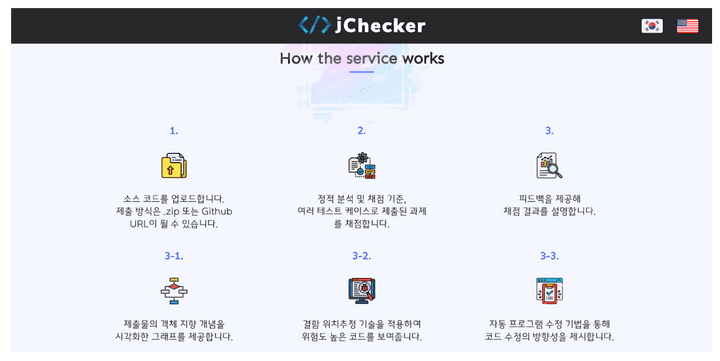 </> jChecker
How the service works
1.
소스 코드를 업로드합니다.
제출 방식은 .zip 또는 Github
URL이 될 수 있습니다.
2.
정적 분석 및 채점 기준,
여러 테스트 케이스로 제출된 과제
를 채점합니다.
3.
피드백을 제공해
채점 결과를 설명합니다.
3-1.
제출물의 객체 지향 개념을
시각화한 그래프를 제공합니다.
3-2.
결함 위치추정 기술을 적용하여
위험도 높은 코드를 보여줍니다.
3-3.
자동 프로그램 수정 기법을 통해
코드 수정의 방향성을 제시합니다.